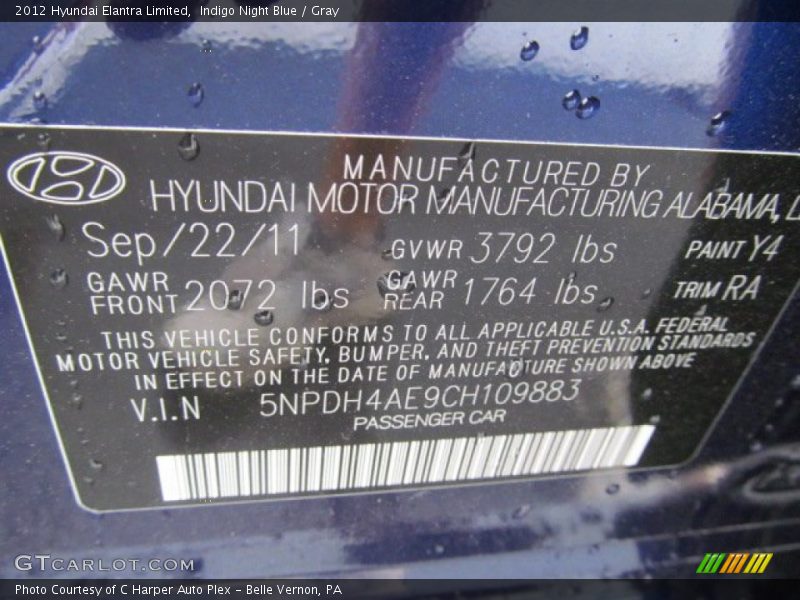 2012 Hyundai Elantra Limited, Indigo Night Blue / Gray
MANUFACTURED BY
HYUNDAI MOTOR MANUFACTURING ALABAMA,
Sep/22/11 GVWR 3792 lbs PAINT Y4
GAWR FRONT 2072 lbs GAWR REAR 1764 lbs TRIM RA
THIS VEHICLE CONFORMS TO ALL APPLICABLE U.S.A. FEDERAL
MOTOR VEHICLE SAFETY, BUMPER, AND THEFT PREVENTION STANDARDS
IN EFFECT ON THE DATE OF MANUFACTURE SHOWN ABOVE
V.I.N 5NPDH4AE9CH109883
PASSENGER CAR
GTCARLOT.COM
Photo Courtesy of C Harper Auto Plex - Belle Vernon, PA